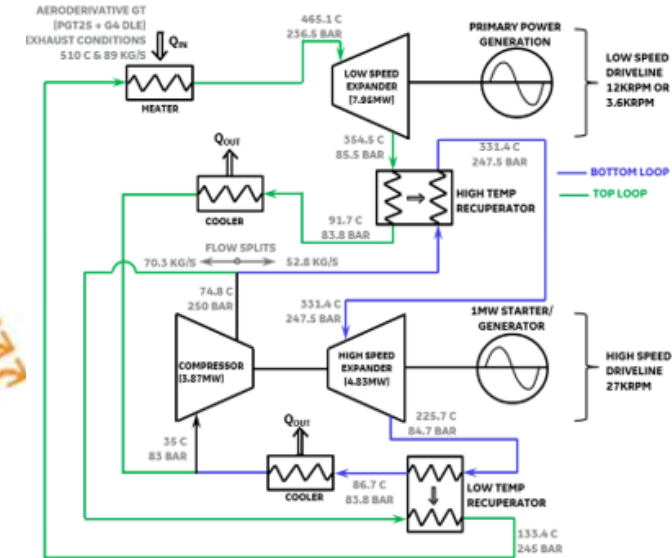 AERODERIVATIVE GT
[PGT25 + G4 DLE]
EXHAUST CONDITIONS
510 C & 89 KG/S
QIN
HEATER
465.1 C
236.5 BAR
LOW SPEED
EXPANDER
[7.95MW]
PRIMARY POWER
GENERATION
LOW SPEED
DRIVELINE
12KRPM OR
3.6KRPM
354.5 C
85.5 BAR
331.4 C
247.5 BAR
BOTTOM LOOP
TOP LOOP
QOUT
COOLER
HIGH TEMP
RECUPERATOR
91.7 C
83.8 BAR
FLOW SPLITS
70.3 KG/S
52.8 KG/S
74.8 C
250 BAR
331.4 C
247.5 BAR
1MW STARTER/
GENERATOR
COMPRESSOR
[3.87MW]
HIGH SPEED
EXPANDER
[4.83MW]
HIGH SPEED
DRIVELINE
27KRPM
225.7 C
84.7 BAR
QOUT
35 C
83 BAR
COOLER
86.7 C
83.8 BAR
LOW TEMP
RECUPERATOR
133.4 C
245 BAR